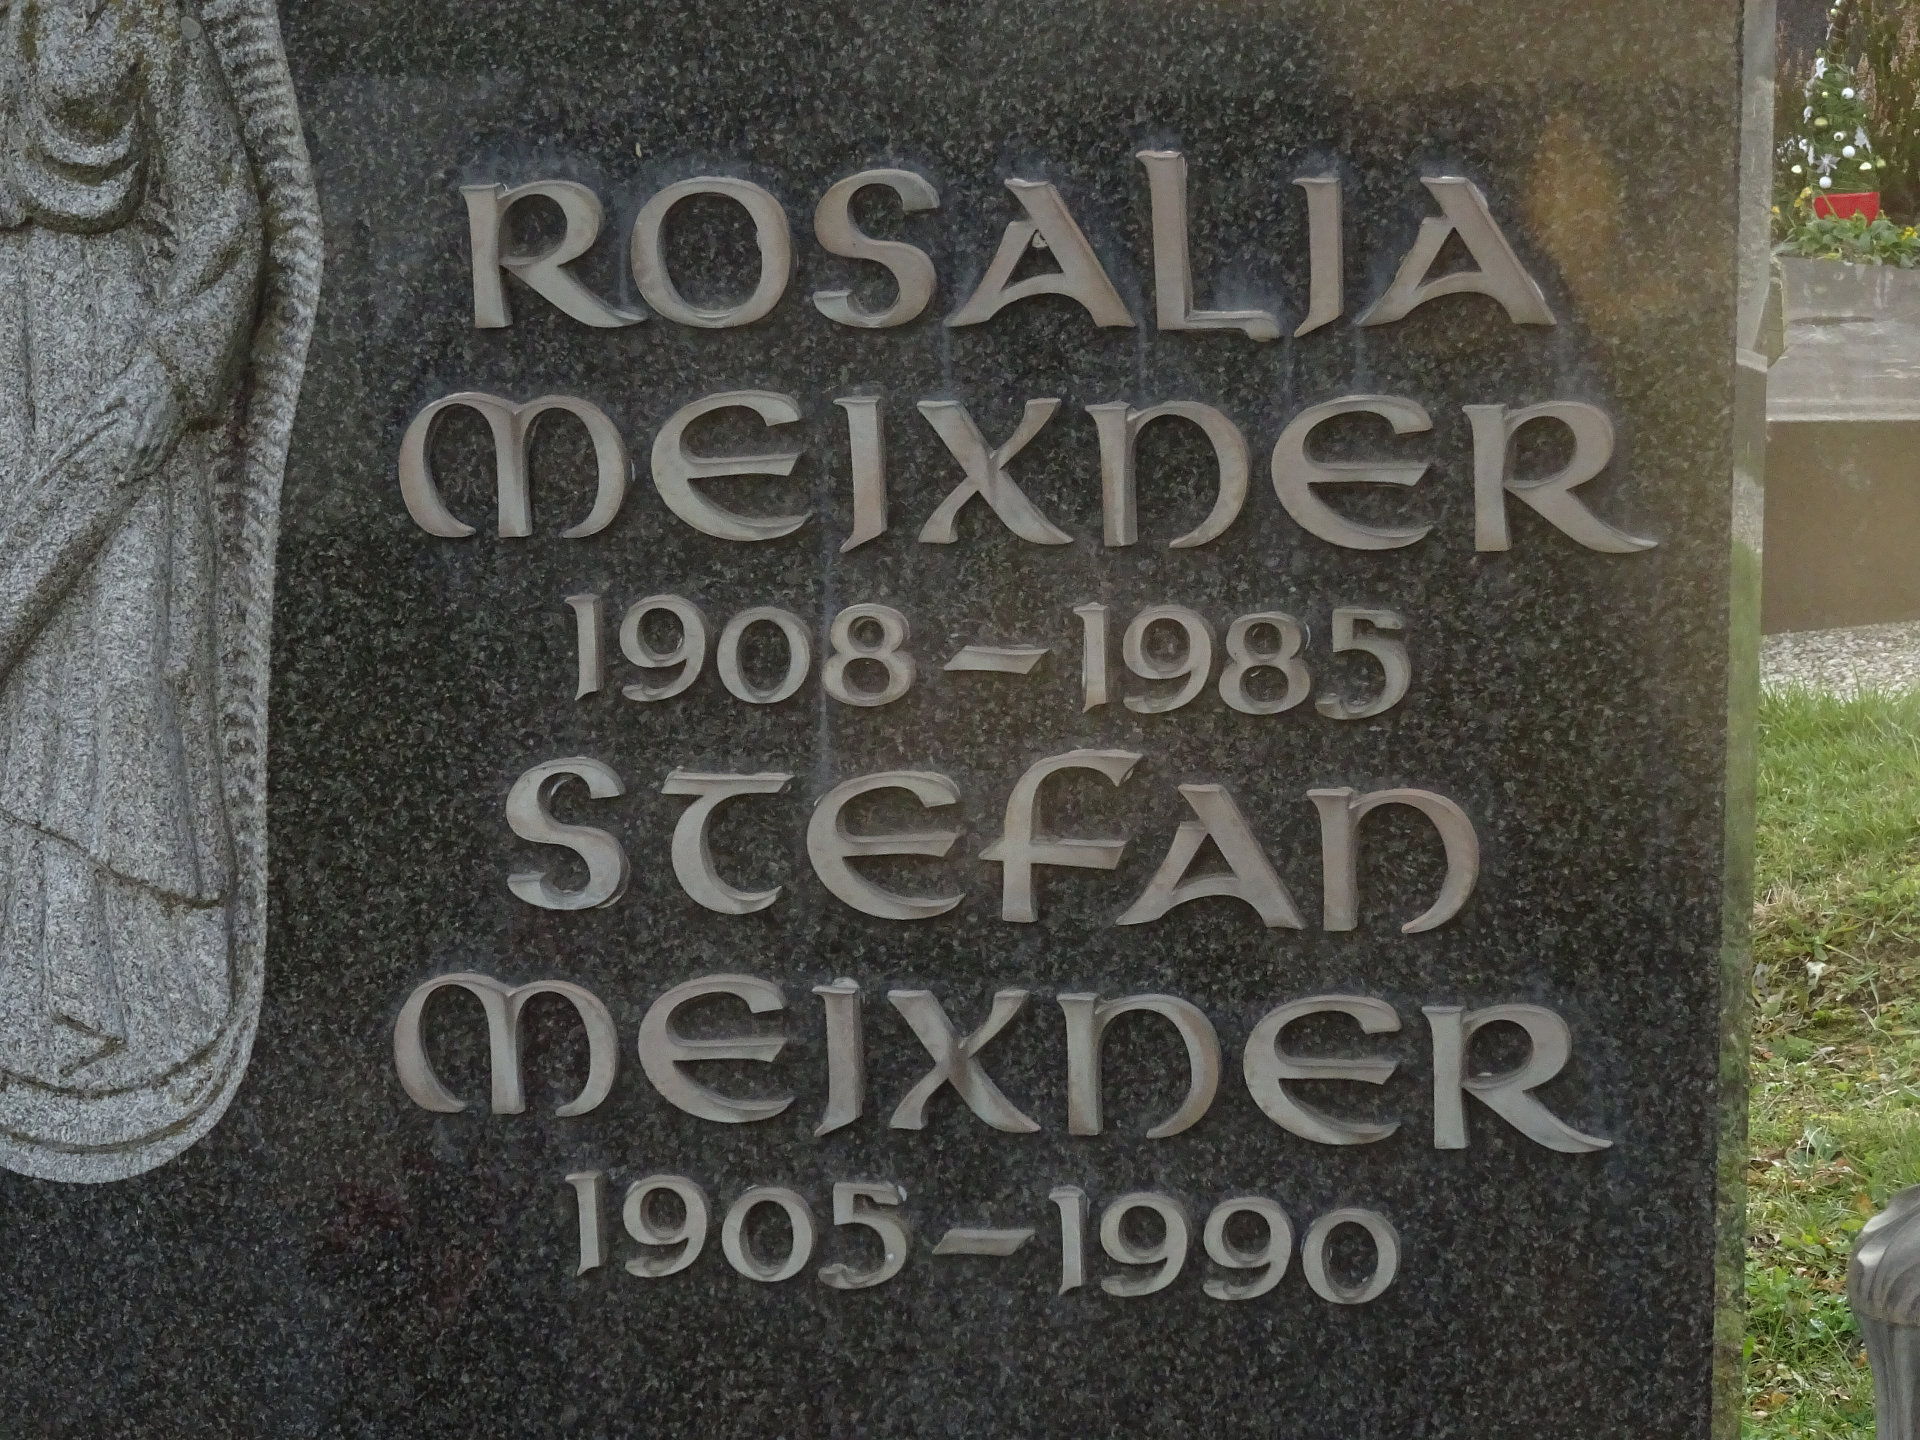 ROSALIA
MEIXNER
1908 – 1985
STEFAN
MEIXNER
1905 – 1990